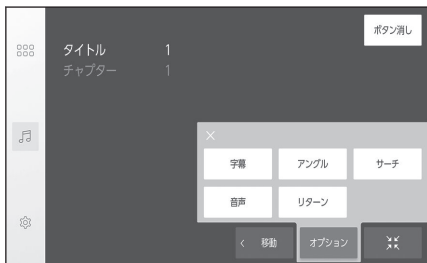 ボタン消し
タイトル 1
チャプター 1
字幕 アングル サーチ
音声 リターン
移動 オプション